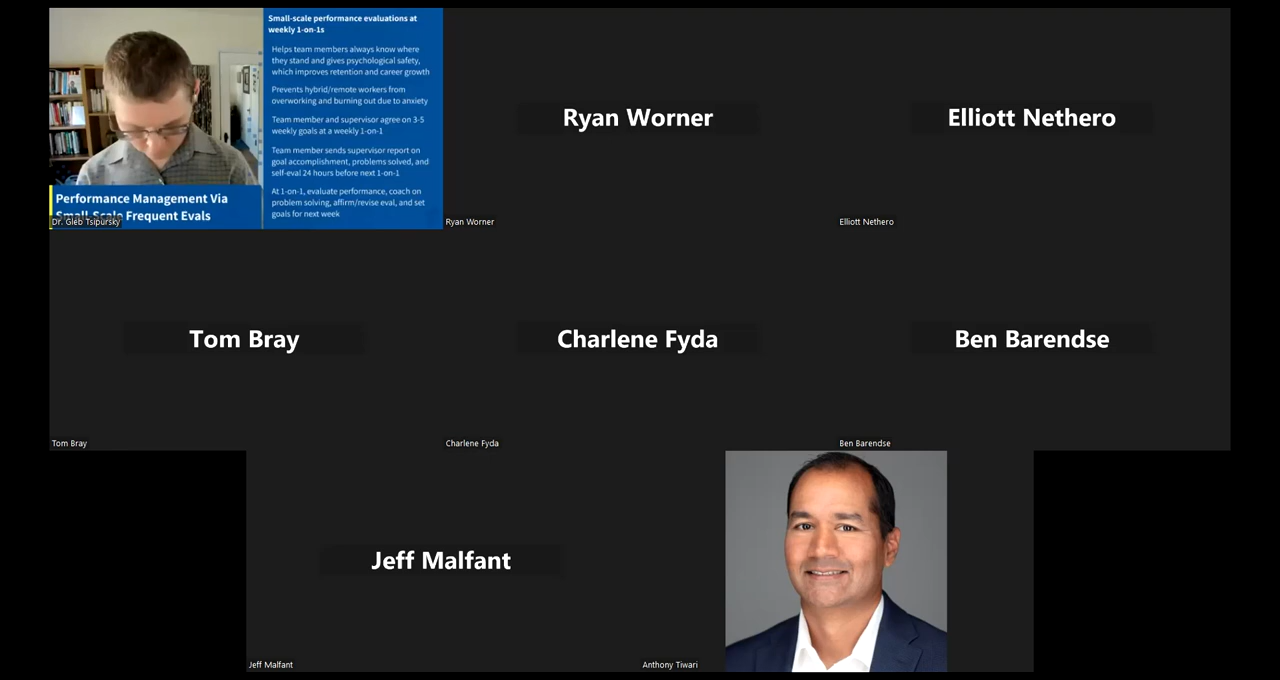 Small-scale performance evaluations at
weekly 1-on-1s
Helps team members always know where
they stand and gives psychological safety,
which improves retention and career growth
Prevents hybrid/remote workers from
overworking and burning out due to anxiety
Team member and supervisor agree on 3-5
weekly goals at a weekly 1-on-1
Team member sends supervisor report on
goal accomplishment, problems solved, and
self-eval 24 hours before next 1-on-1
At 1-on-1, evaluate performance, coach on
problem solving, affirm/revise eval, and set
goals for next week
Performance Management Via
Small-Scale Frequent Evals
Dr. Gleb Tsipursky
Ryan Worner
Ryan Worner
Elliott Nethero
Elliott Nethero
Tom Bray
Tom Bray
Charlene Fyda
Charlene Fyda
Ben Barendse
Ben Barendse
Jeff Malfant
Jeff Malfant
Anthony Tiwari